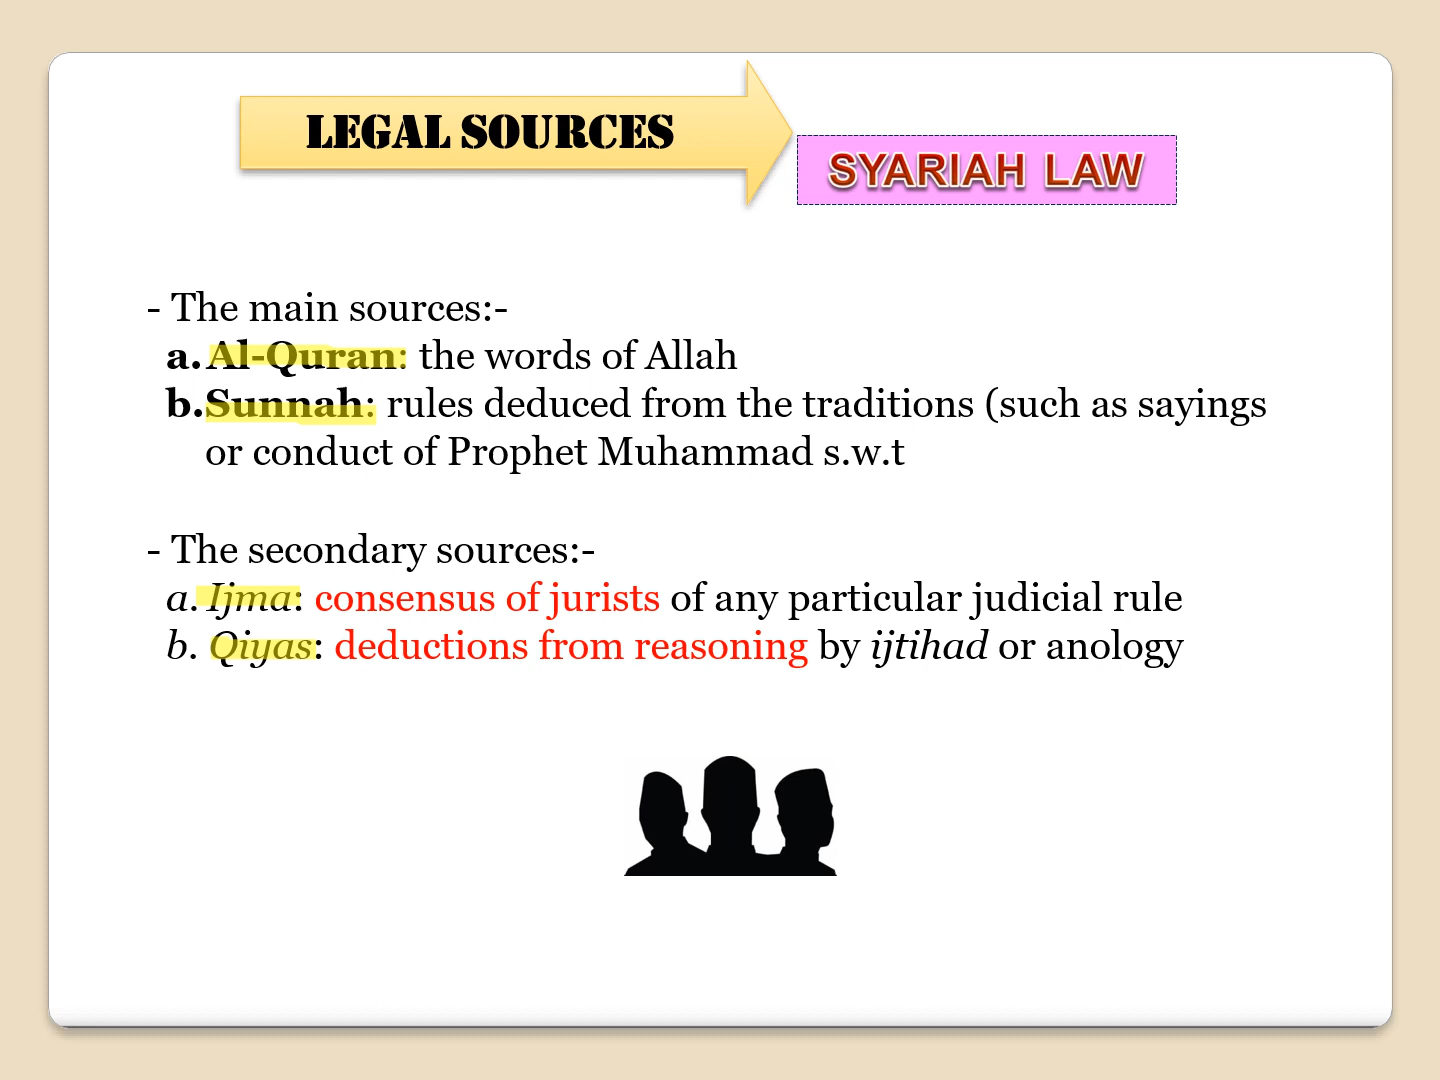 LEGAL SOURCES
SYARIAH LAW
- The main sources:-
a. Al-Quran: the words of Allah
b. Sunnah: rules deduced from the traditions (such as sayings
or conduct of Prophet Muhammad s.w.t
- The secondary sources:-
a. Ijma: consensus of jurists of any particular judicial rule
b. Qiyas: deductions from reasoning by ijtihad or anology